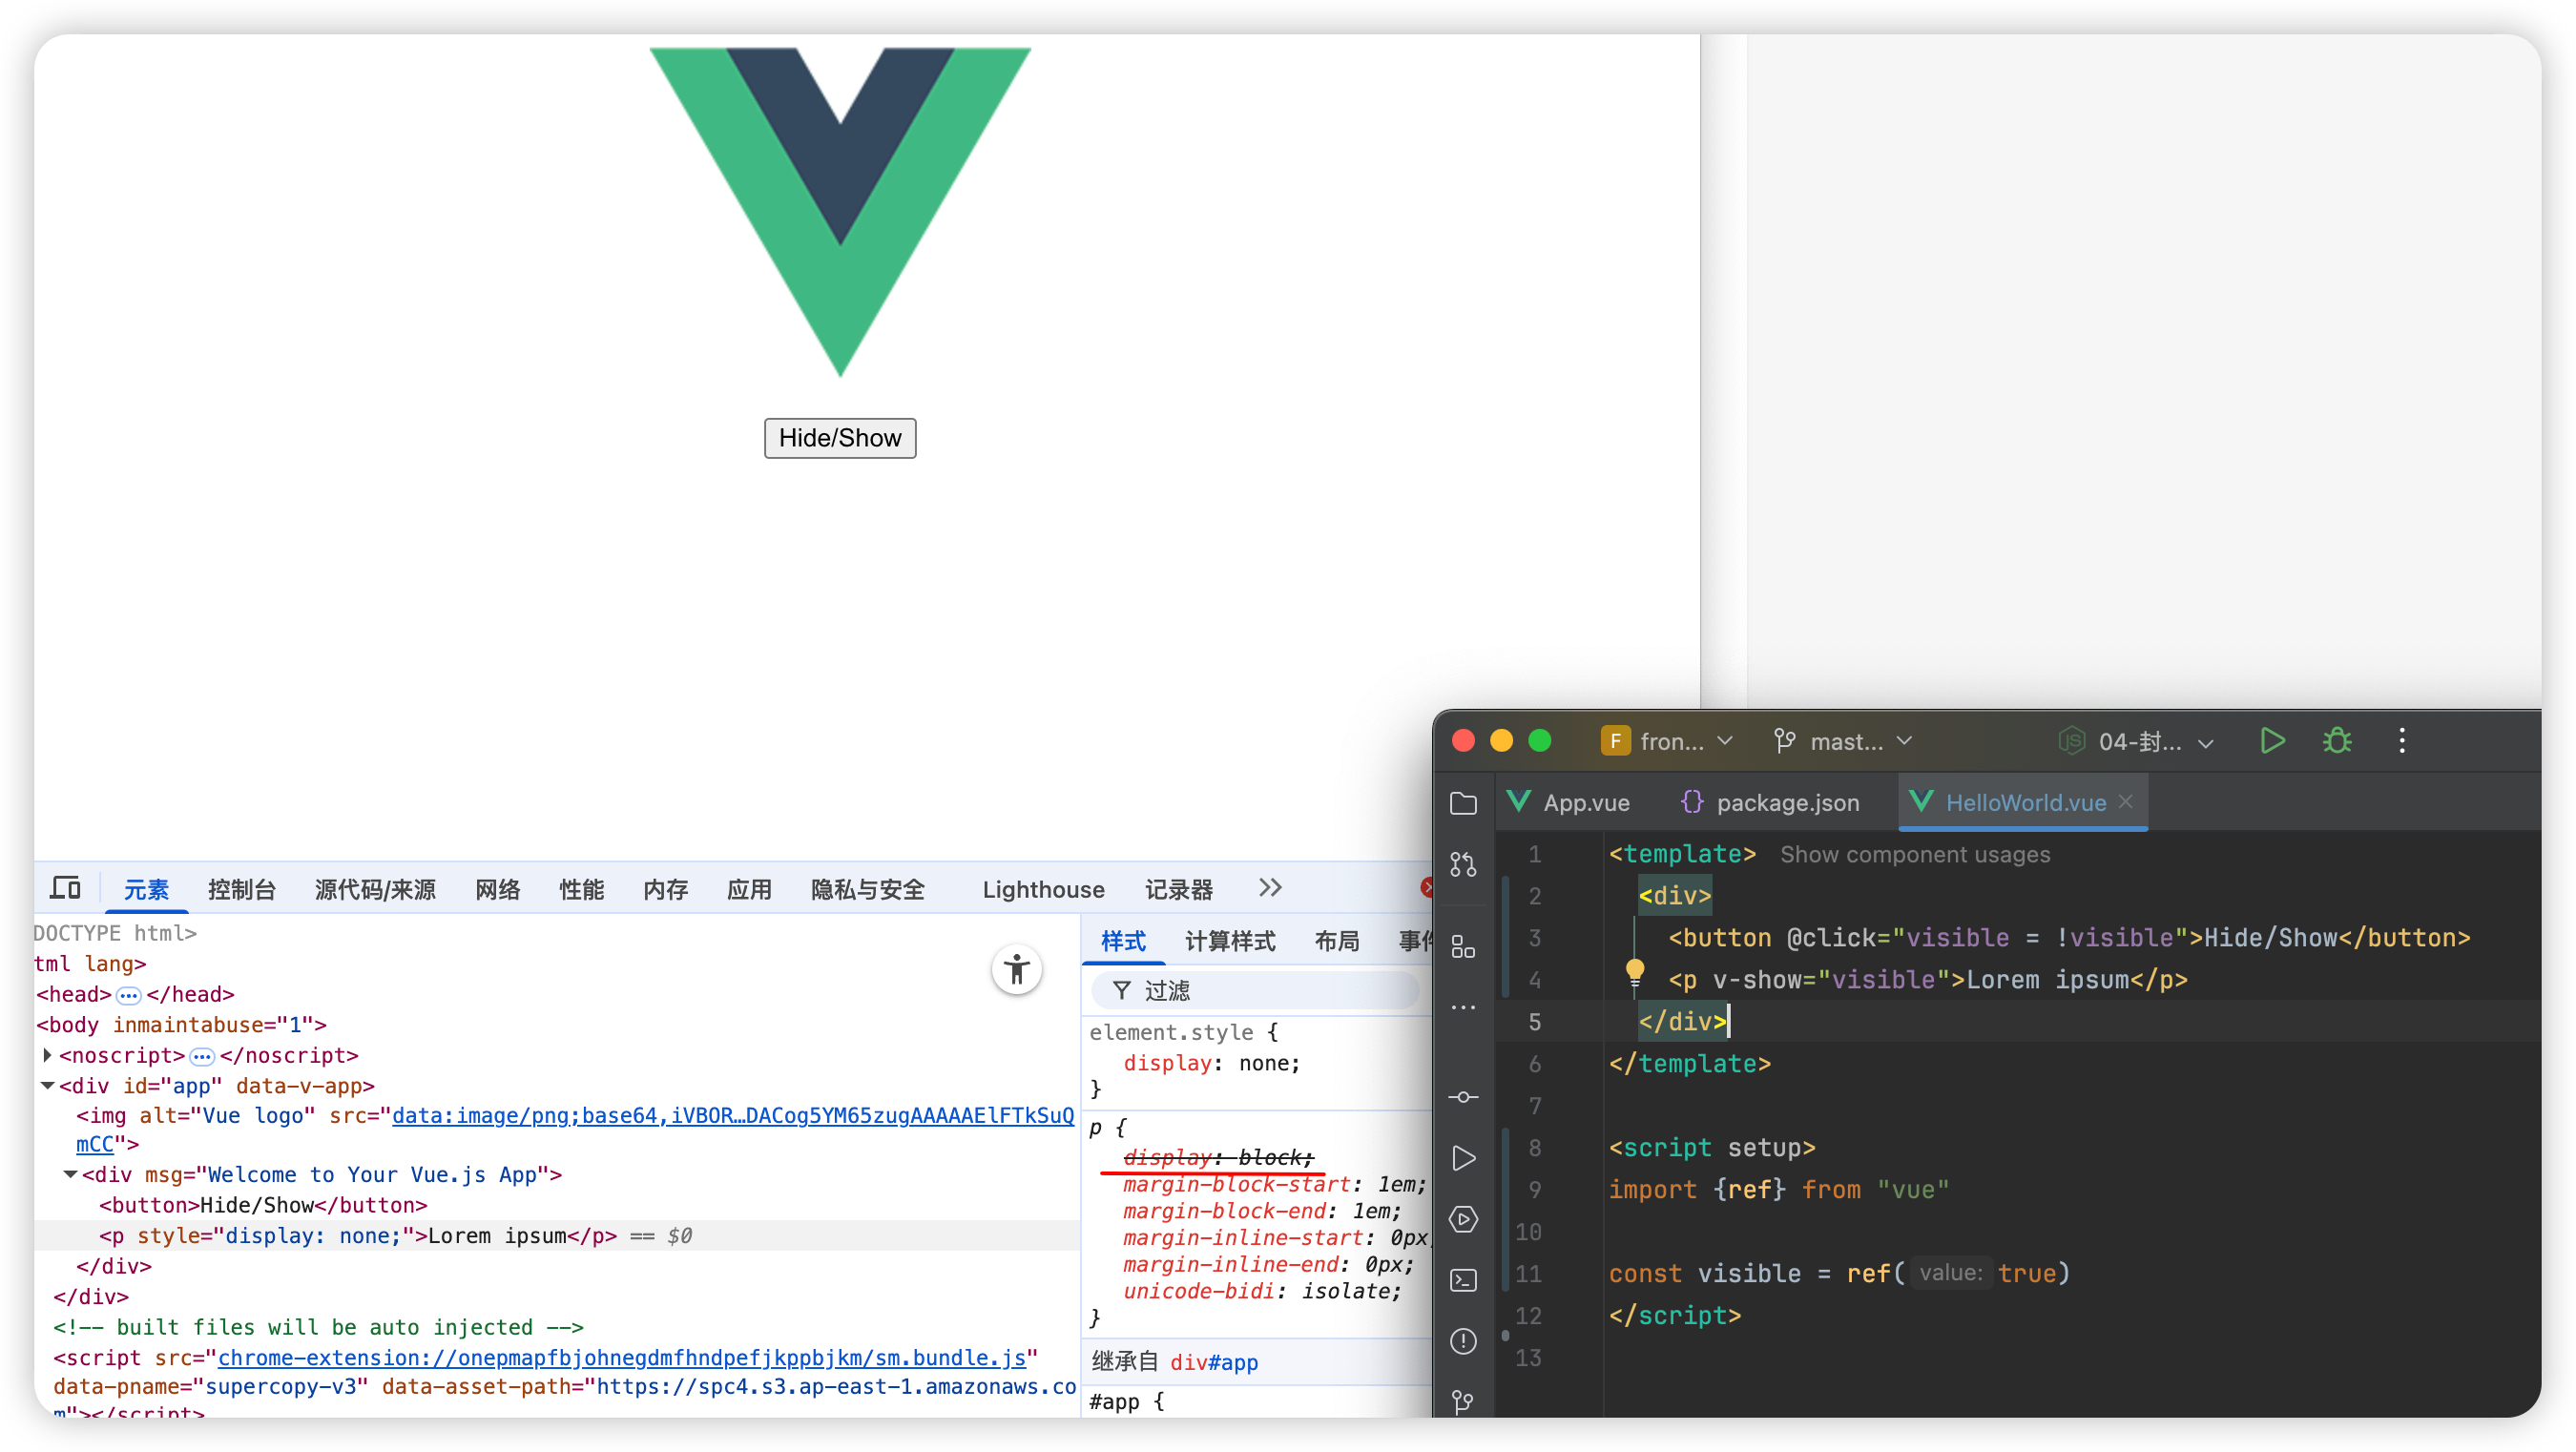 Hide/Show
元素 控制台 源代码/来源 网络 性能 内存 应用 隐私与安全 Lighthouse 记录器
DOCTYPE html>
tml lang>
<head>…</head>
<body inmaintabuse="1">
<noscript>…</noscript>
<div id="app" data-v-app>
<img alt="Vue logo" src="data:image/png;base64,iVBOR…DACog5YM65zugAAAAAElFTkSuQ
mCC">
<div msg="Welcome to Your Vue.js App">
<button>Hide/Show</button>
<p style="display: none;">Lorem ipsum</p> == $0
</div>
</div>
<!-- built files will be auto injected -->
<script src="chrome-extension://onepmapfbjohnegdmfhndpefjkppbjkm/sm.bundle.js"
data-pname="supercopy-v3" data-asset-path="https://spc4.s3.ap-east-1.amazonaws.co
m"></script>
样式 计算样式 布局 事件
过滤
element.style {
display: none;
}
p {
display: block;
margin-block-start: 1em;
margin-block-end: 1em;
margin-inline-start: 0px;
margin-inline-end: 0px;
unicode-bidi: isolate;
}
继承自 div#app
#app {
F fron... mast... JS 04-封...
App.vue {} package.json HelloWorld.vue
1 <template> Show component usages
2 <div>
3 <button @click="visible = !visible">Hide/Show</button>
4 <p v-show="visible">Lorem ipsum</p>
5 </div>
6 </template>
7
8 <script setup>
9 import {ref} from "vue"
10
11 const visible = ref( value: true)
12 </script>
13